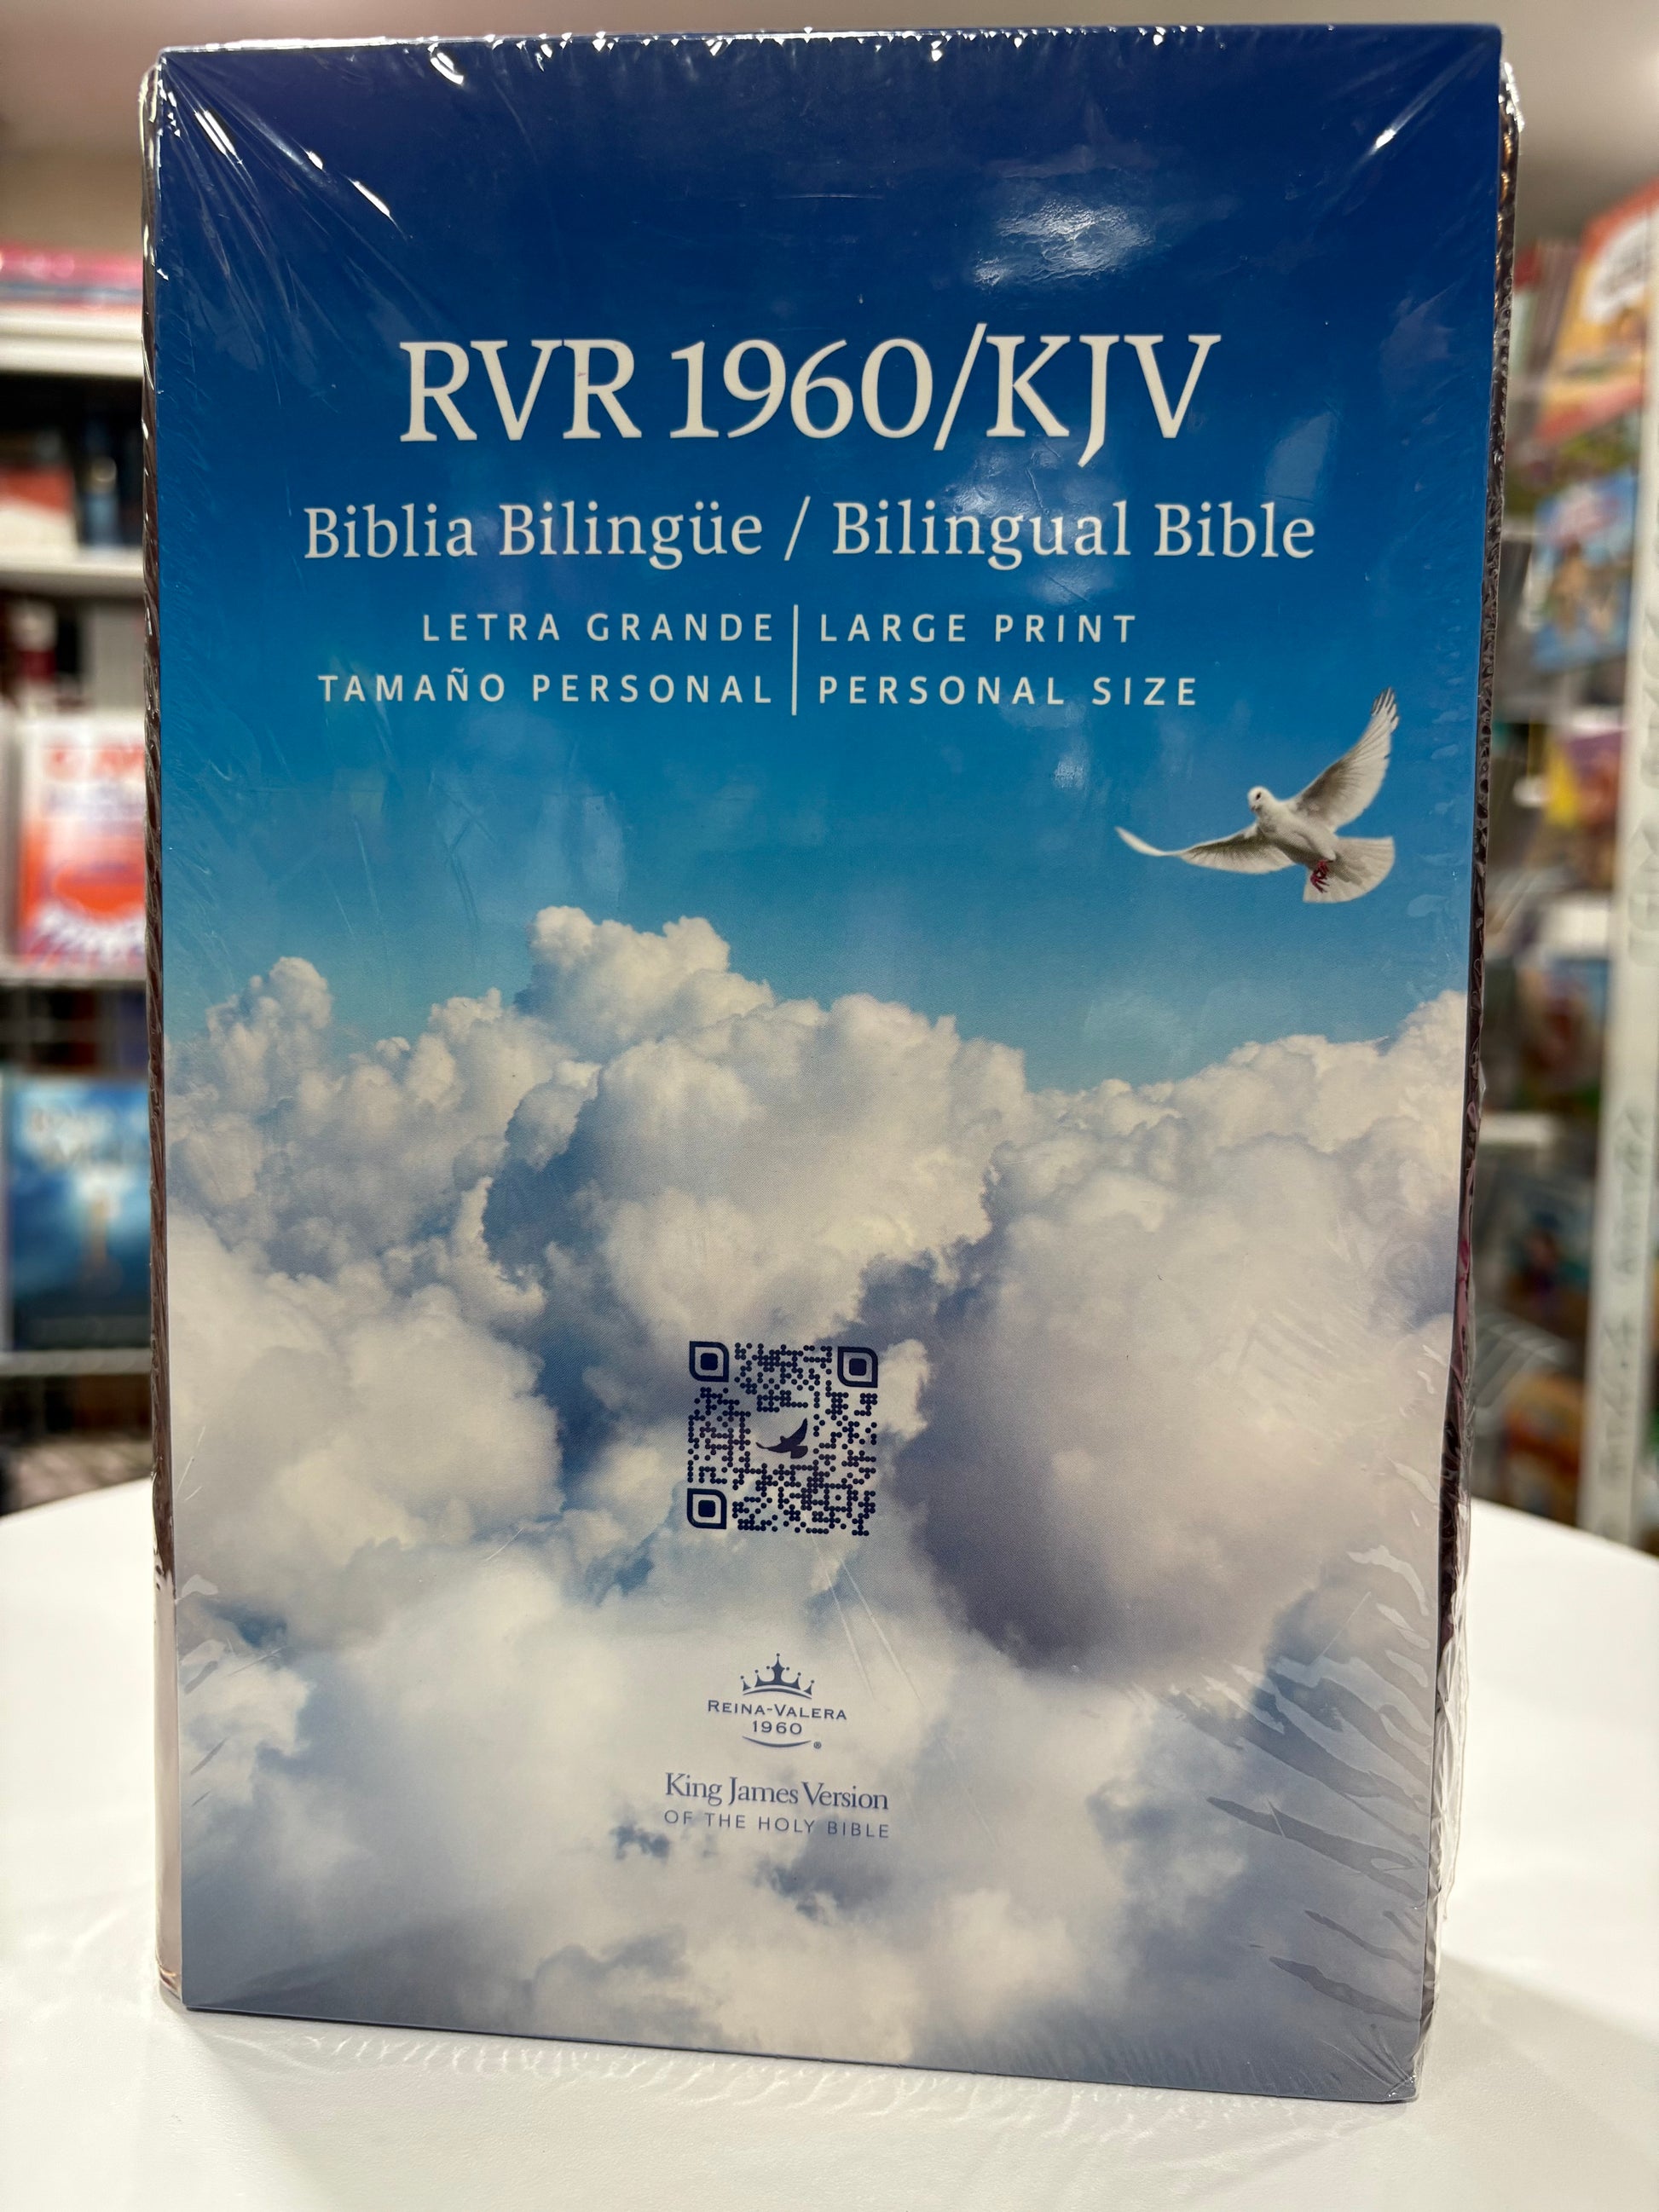 RVR 1960/KJV
Biblia Bilingüe / Bilingual Bible
LETRA GRANDE | LARGE PRINT
TAMAÑO PERSONAL | PERSONAL SIZE
REINA-VALERA
1960
®
King James Version
OF THE HOLY BIBLE